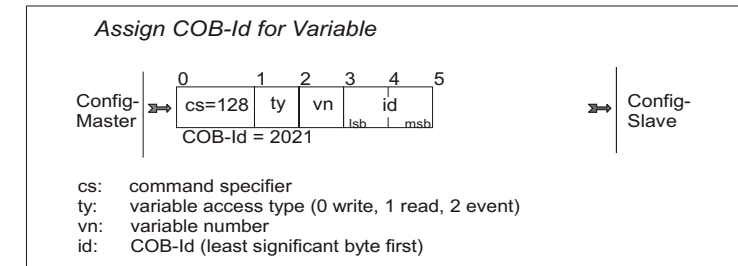 Assign COB-Id for Variable
0 1 2 3 4 5
Config-
Master
cs=128 ty vn id
lsb msb
Config-
Slave
COB-Id = 2021
cs: command specifier
ty: variable access type (0 write, 1 read, 2 event)
vn: variable number
id: COB-Id (least significant byte first)